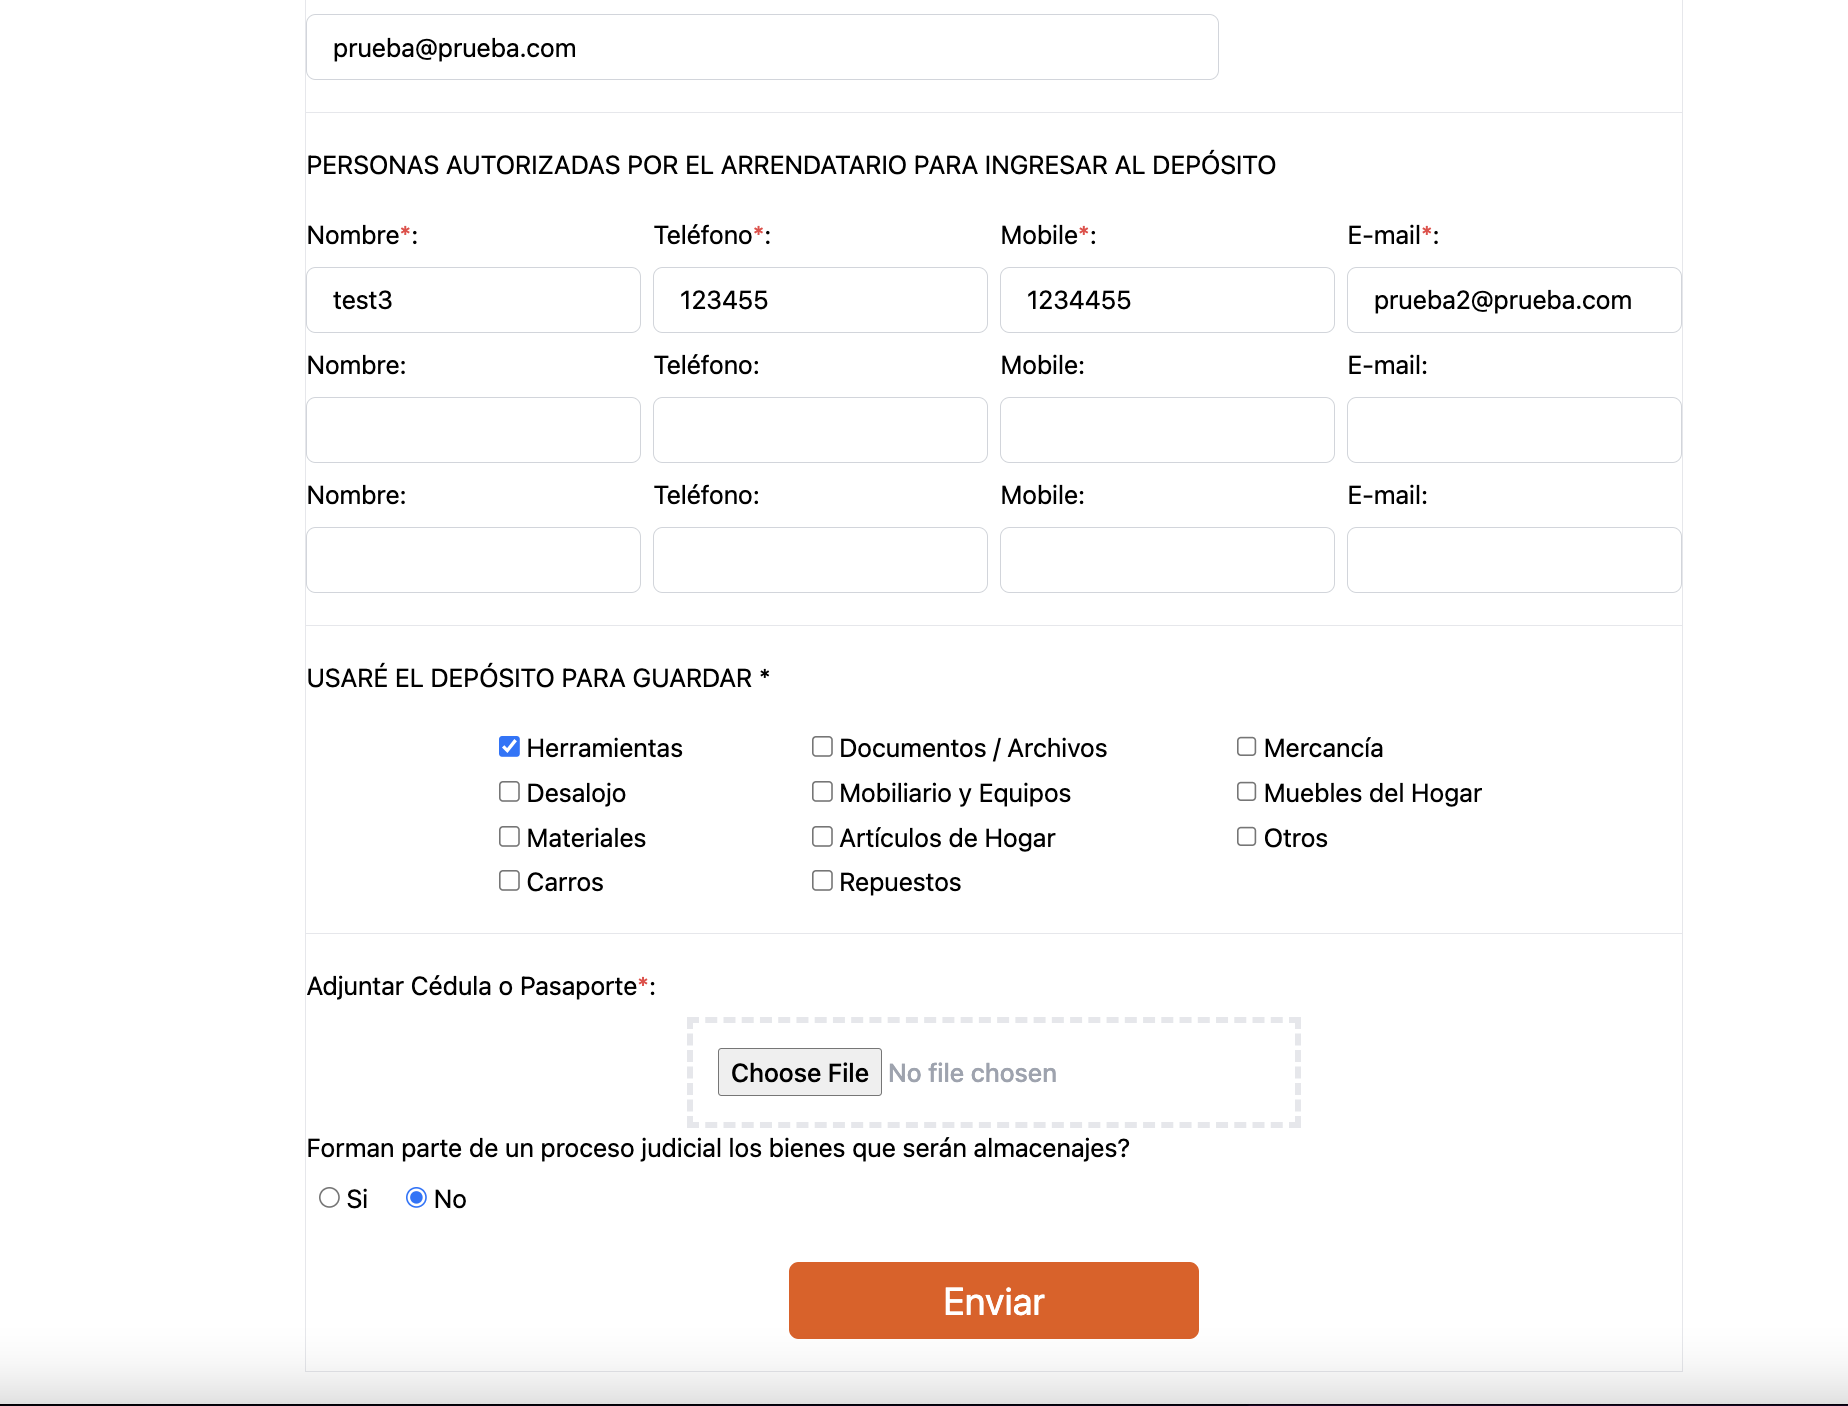 prueba@prueba.com
PERSONAS AUTORIZADAS POR EL ARRENDATARIO PARA INGRESAR AL DEPÓSITO
Nombre*: Teléfono*: Mobile*: E-mail*:
test3 123455 1234455 prueba2@prueba.com
Nombre: Teléfono: Mobile: E-mail:
Nombre: Teléfono: Mobile: E-mail:
USARÉ EL DEPÓSITO PARA GUARDAR *
Herramientas Documentos / Archivos Mercancía
Desalojo Mobiliario y Equipos Muebles del Hogar
Materiales Artículos de Hogar Otros
Carros Repuestos
Adjuntar Cédula o Pasaporte*:
Choose File No file chosen
Forman parte de un proceso judicial los bienes que serán almacenajes?
Si No
Enviar